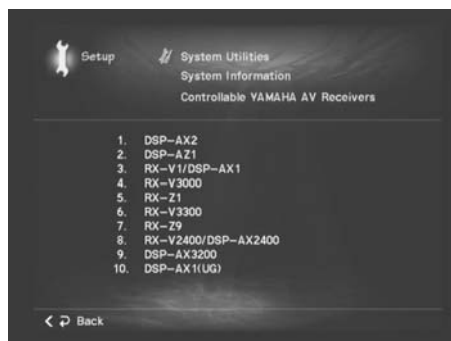 Setup
System Utilities
System Information
Controllable YAMAHA AV Receivers
1. DSP-AX2
2. DSP-AZ1
3. RX-V1/DSP-AX1
4. RX-V3000
5. RX-Z1
6. RX-V3300
7. RX-Z9
8. RX-V2400/DSP-AX2400
9. DSP-AX3200
10. DSP-AX1(UG)
Back